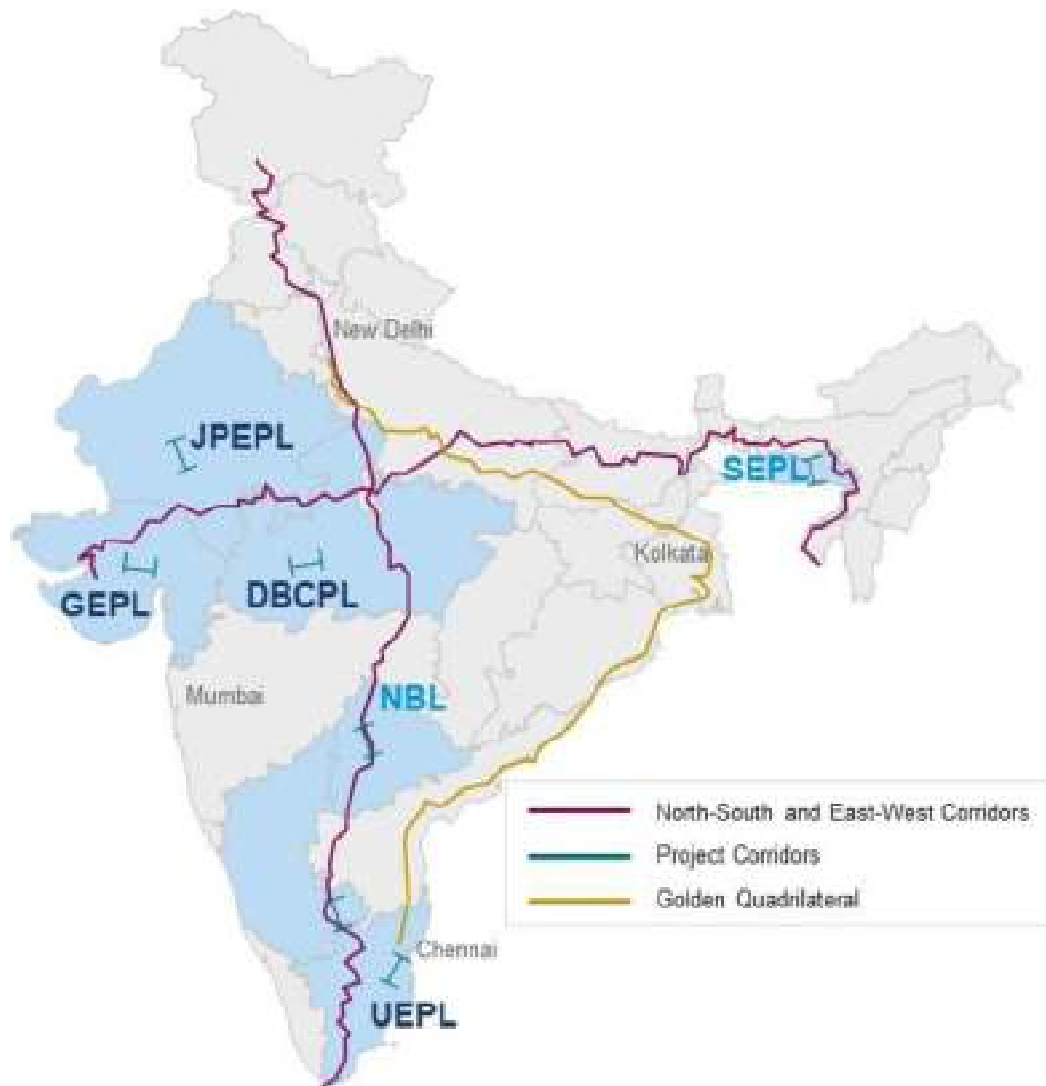 New Delhi
JPEPL
SEPL
Kolkata
GEPL
DBCPL
Mumbai
NBL
North-South and East-West Corridors
Project Corridors
Golden Quadrilateral
Chennai
UEPL